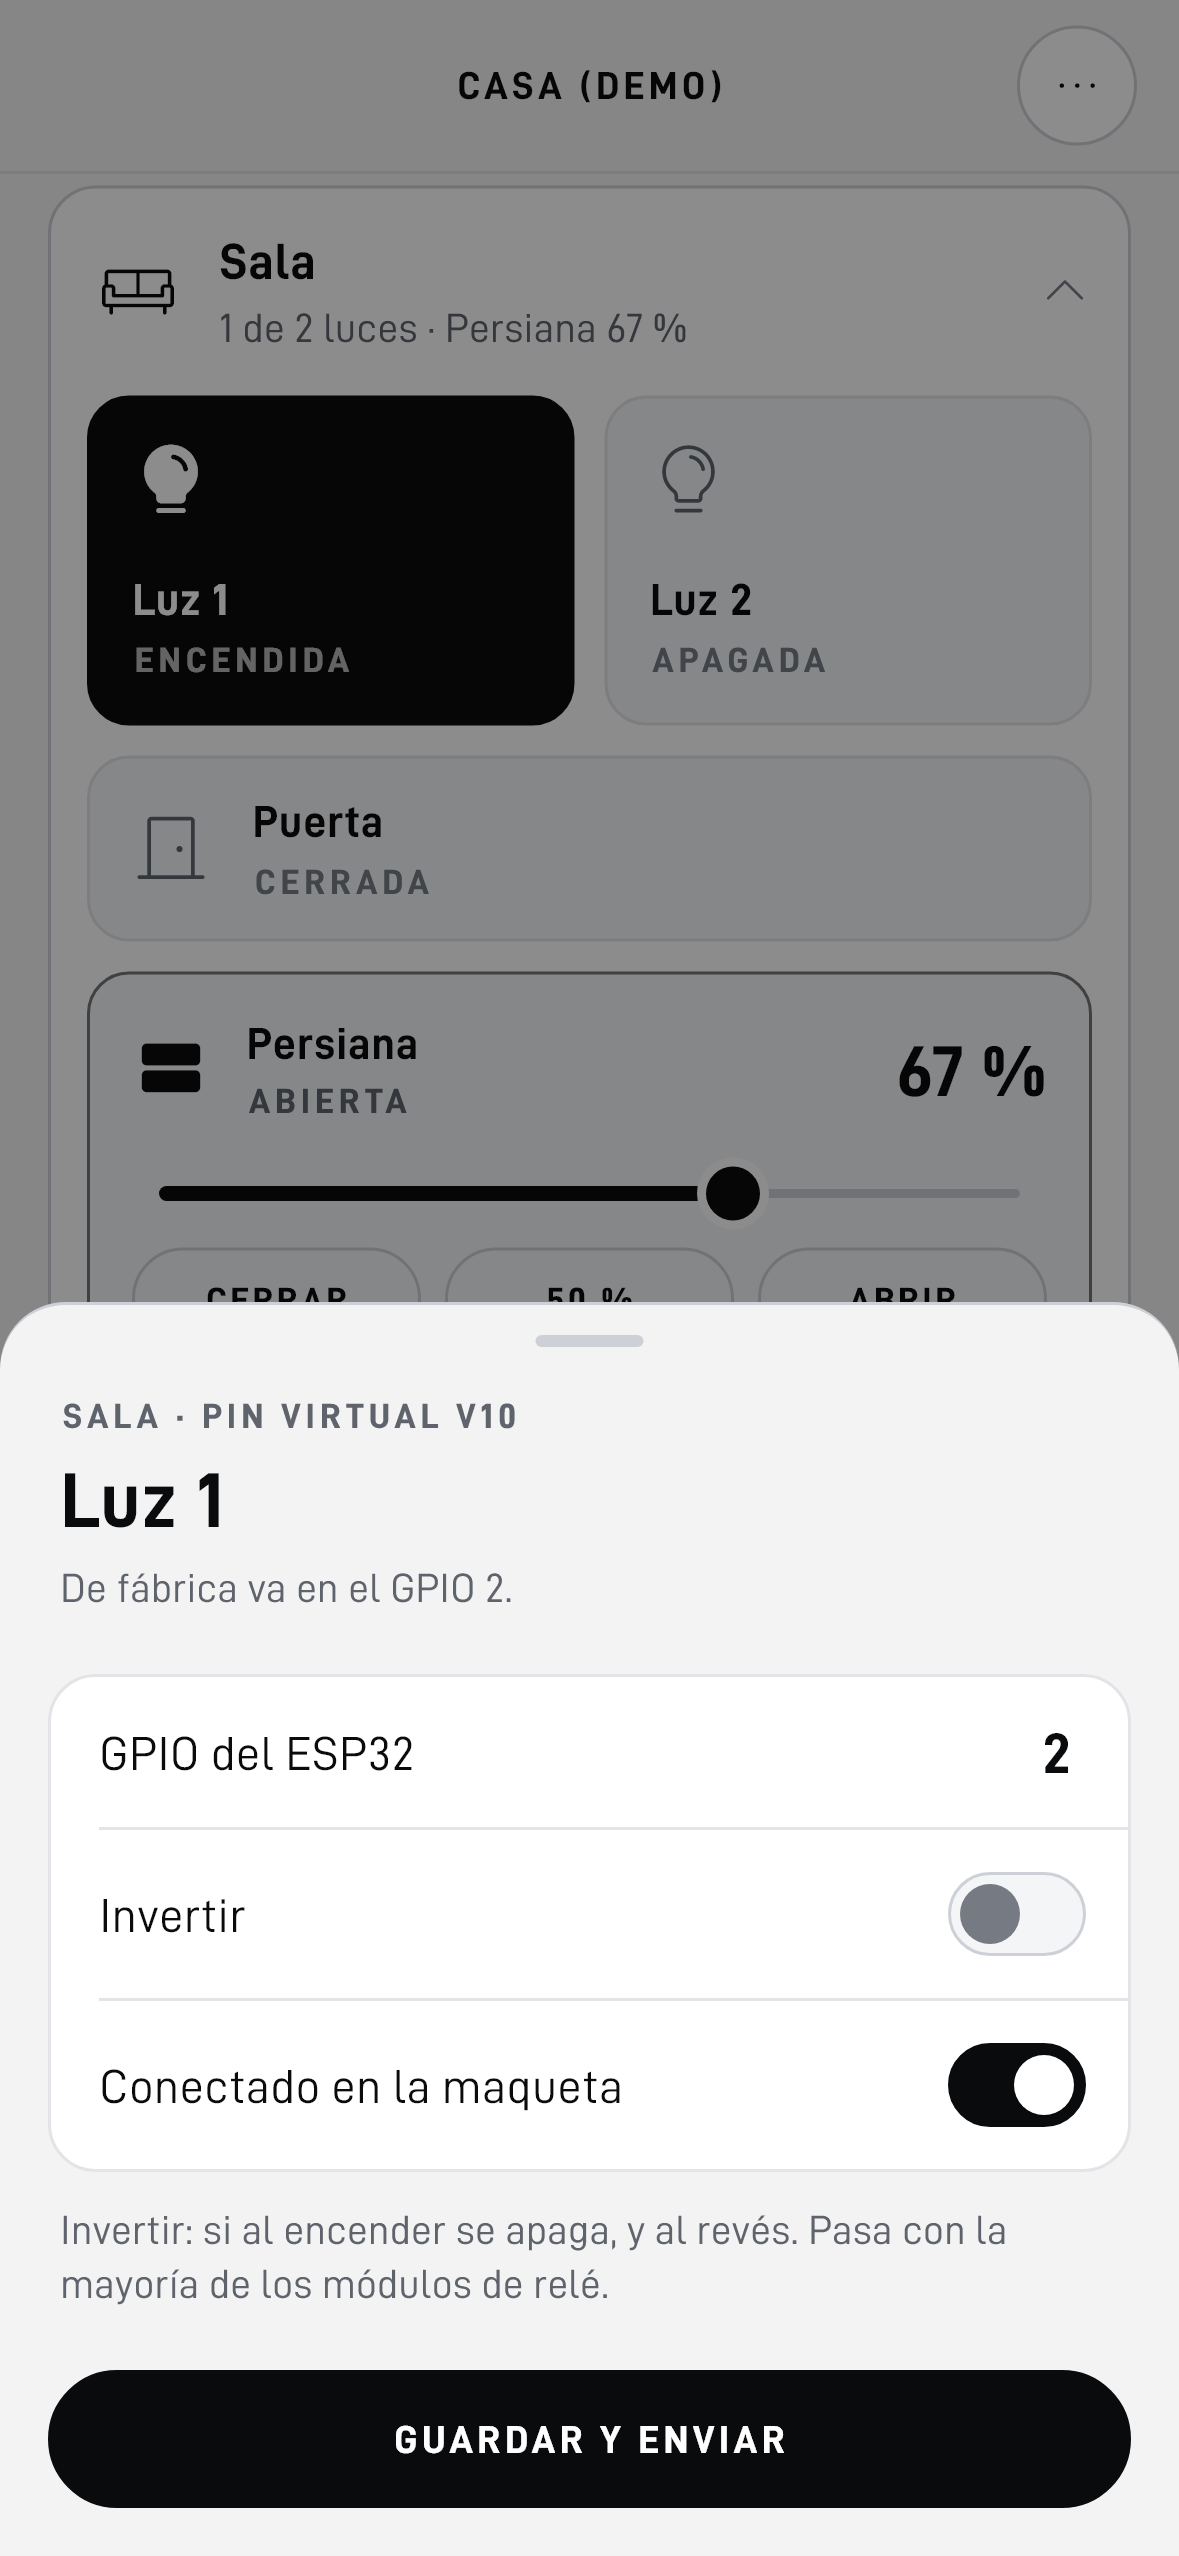 CASA (DEMO)
Sala
1 de 2 luces · Persiana 67 %
Luz 1
ENCENDIDA
Luz 2
APAGADA
Puerta
CERRADA
Persiana
ABIERTA
67 %
CERRAR
50 %
ABRIR
SALA · PIN VIRTUAL V10
Luz 1
De fábrica va en el GPIO 2.
GPIO del ESP32
2
Invertir
Conectado en la maqueta
Invertir: si al encender se apaga, y al revés. Pasa con la
mayoría de los módulos de relé.
GUARDAR Y ENVIAR